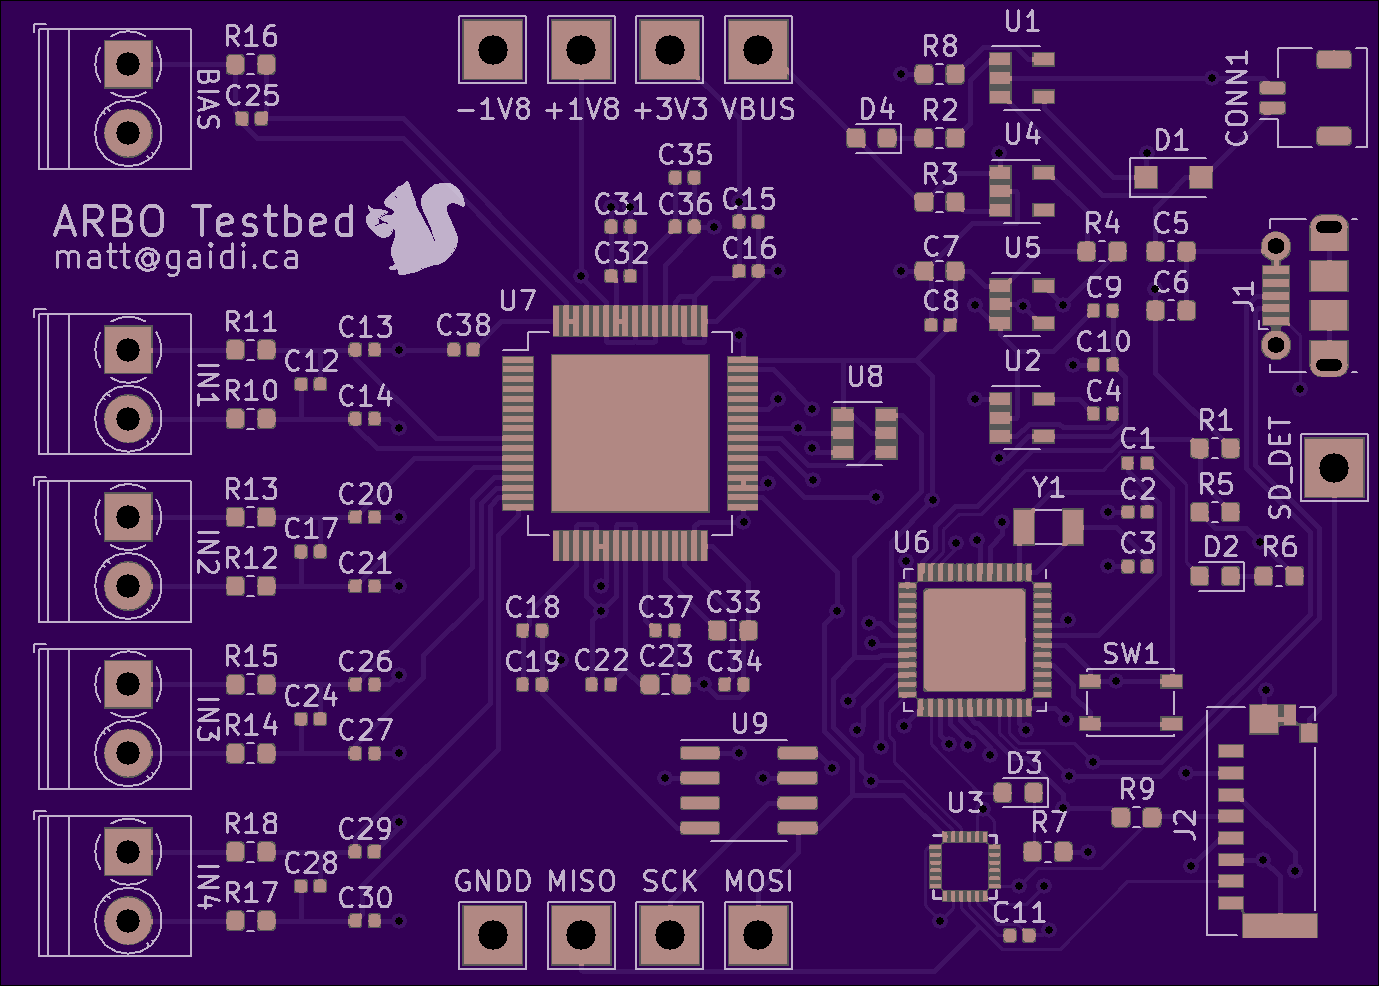 R16
C25
BIAS
-1V8 +1V8 +3V3 VBUS
U1
R8
D4
R2
U4
R3
CONN1
D1
ARBO Testbed
matt@gaidi.ca
C35
C31
C36
C15
C32
C16
C7
C8
U5
R4
C5
C9
C6
J1
U7
R11
C13
C38
C12
IN1
R10
C14
U8
U2
C10
C4
R1
SD_DET
C1
R13
C20
C17
IN2
R12
C21
Y1
C2
R5
U6
C3
D2
R6
C18
C37
C33
C19
C22
C23
C34
SW1
R15
C26
C24
IN3
R14
C27
U9
D3
U3
R9
R7
J2
R18
C29
C28
IN4
R17
C30
GNDD MISO SCK MOSI
C11